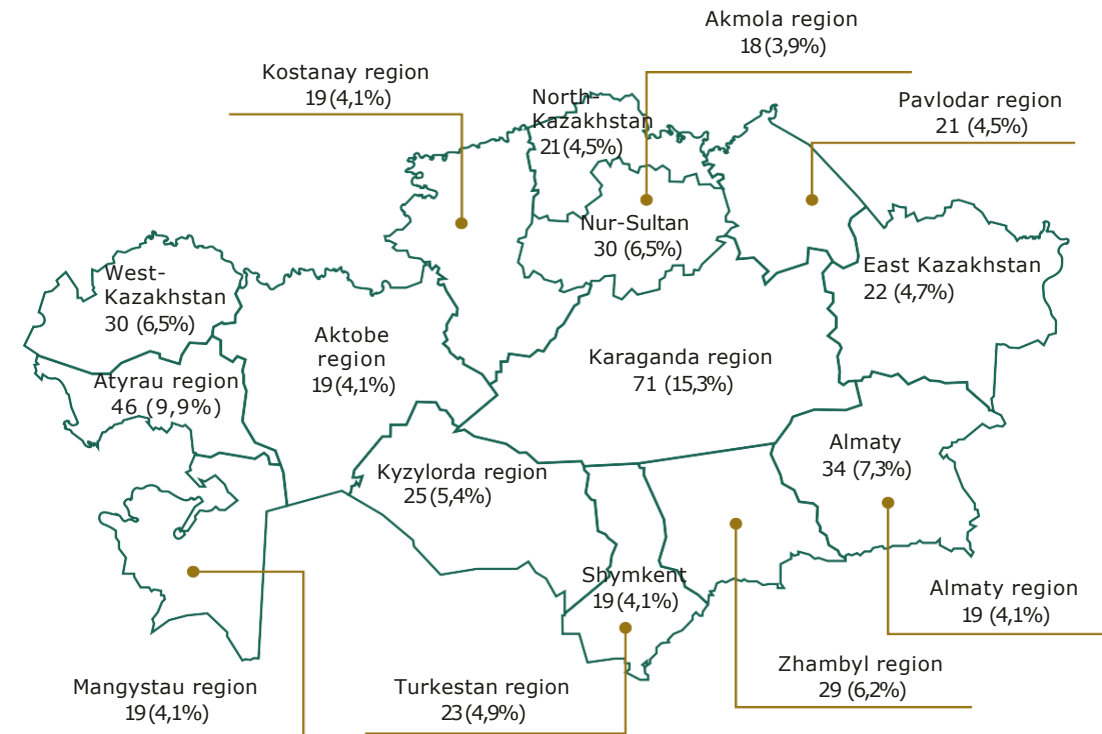 Akmola region
18 (3,9%)
Kostanay region
19 (4,1%)
North-
Kazakhstan
21 (4,5%)
Pavlodar region
21 (4,5%)
Nur-Sultan
30 (6,5%)
West-
Kazakhstan
30 (6,5%)
East Kazakhstan
22 (4,7%)
Aktobe
region
19 (4,1%)
Karaganda region
71 (15,3%)
Atyrau region
46 (9,9%)
Almaty
34 (7,3%)
Kyzylorda region
25 (5,4%)
Shymkent
19 (4,1%)
Almaty region
19 (4,1%)
Zhambyl region
29 (6,2%)
Mangystau region
19 (4,1%)
Turkestan region
23 (4,9%)